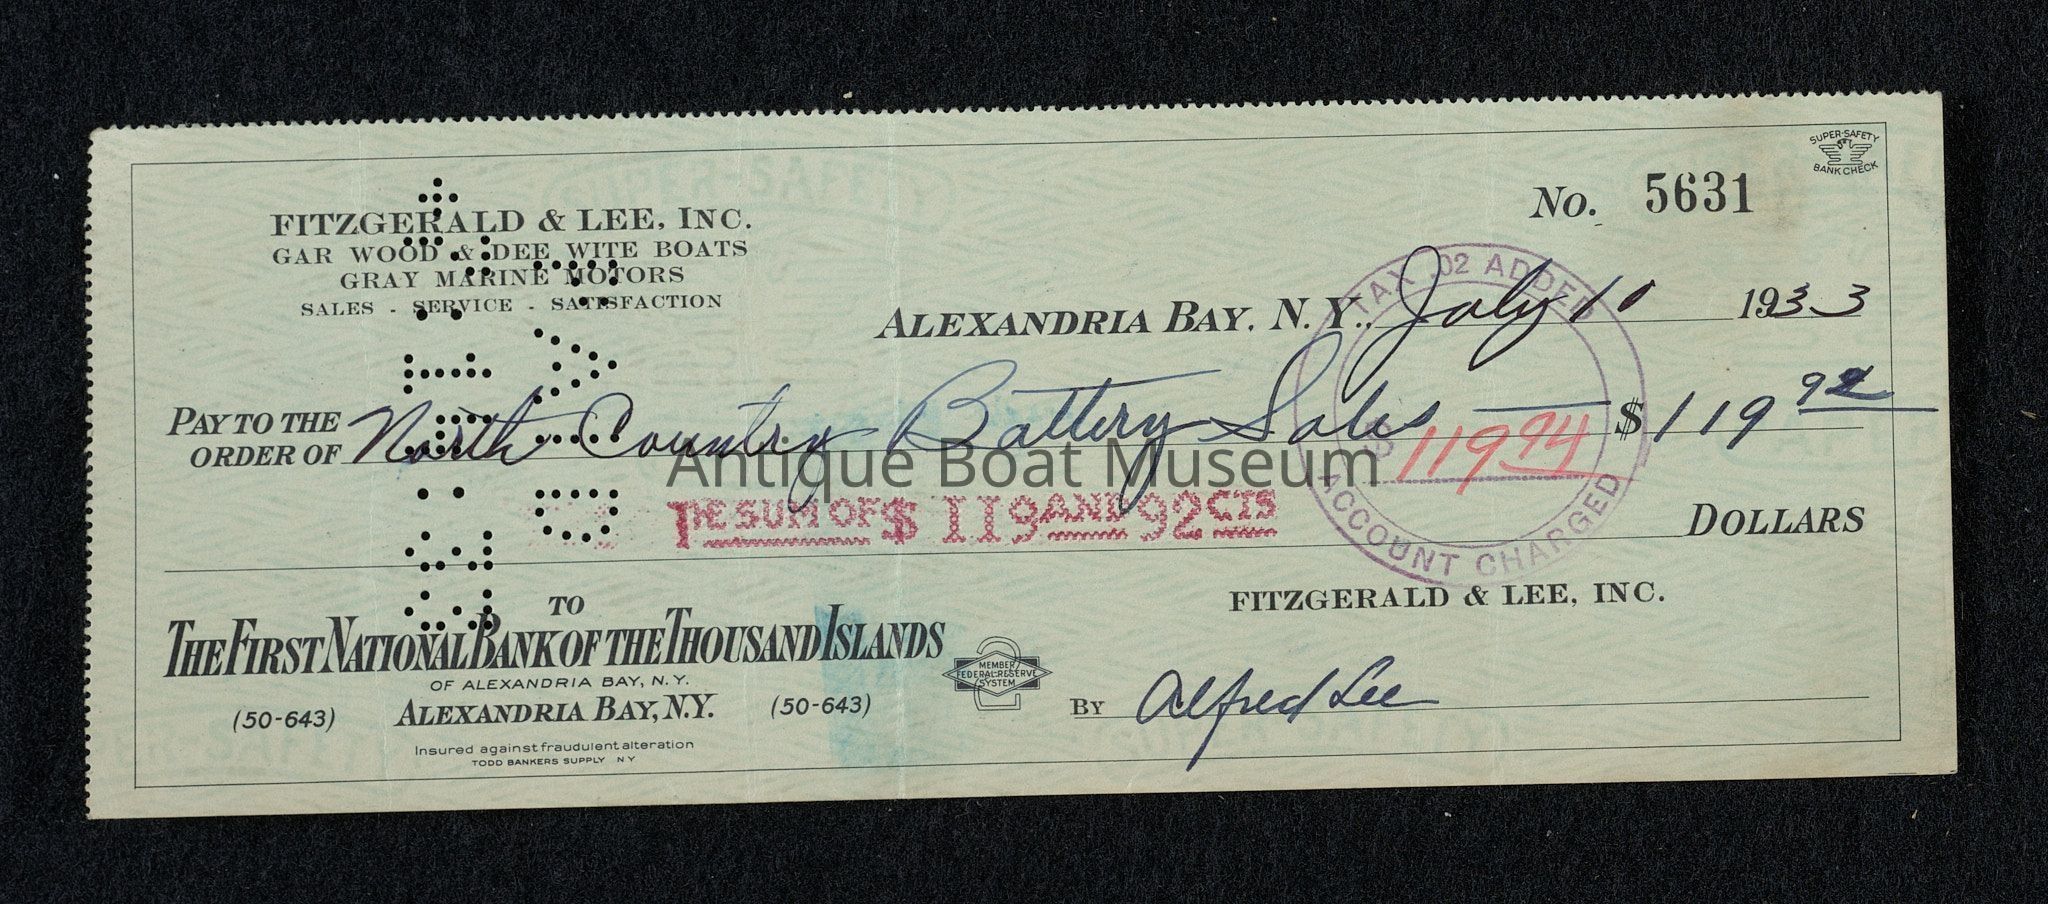 SUPER-SAFETY
BANK CHECK
No. 5631
FITZGERALD & LEE, INC.
GAR WOOD & DEE WITE BOATS
GRAY MARINE MOTORS
SALES - SERVICE - SATISFACTION
ALEXANDRIA BAY, N. Y., July 10 1933
TAX .02 ADDED
PAY TO THE
ORDER OF North Country Battery Sales $119 92
119 94
Antique Boat Museum
THE SUM OF $ 119 AND 92 CTS DOLLARS
ACCOUNT CHARGED
TO
THE FIRST NATIONAL BANK OF THE THOUSAND ISLANDS
OF ALEXANDRIA BAY, N. Y.
(50-643) ALEXANDRIA BAY, N.Y. (50-643)
Insured against fraudulent alteration
TODD BANKERS SUPPLY N Y
MEMBER
FEDERAL RESERVE
SYSTEM
FITZGERALD & LEE, INC.
BY Alfred Lee